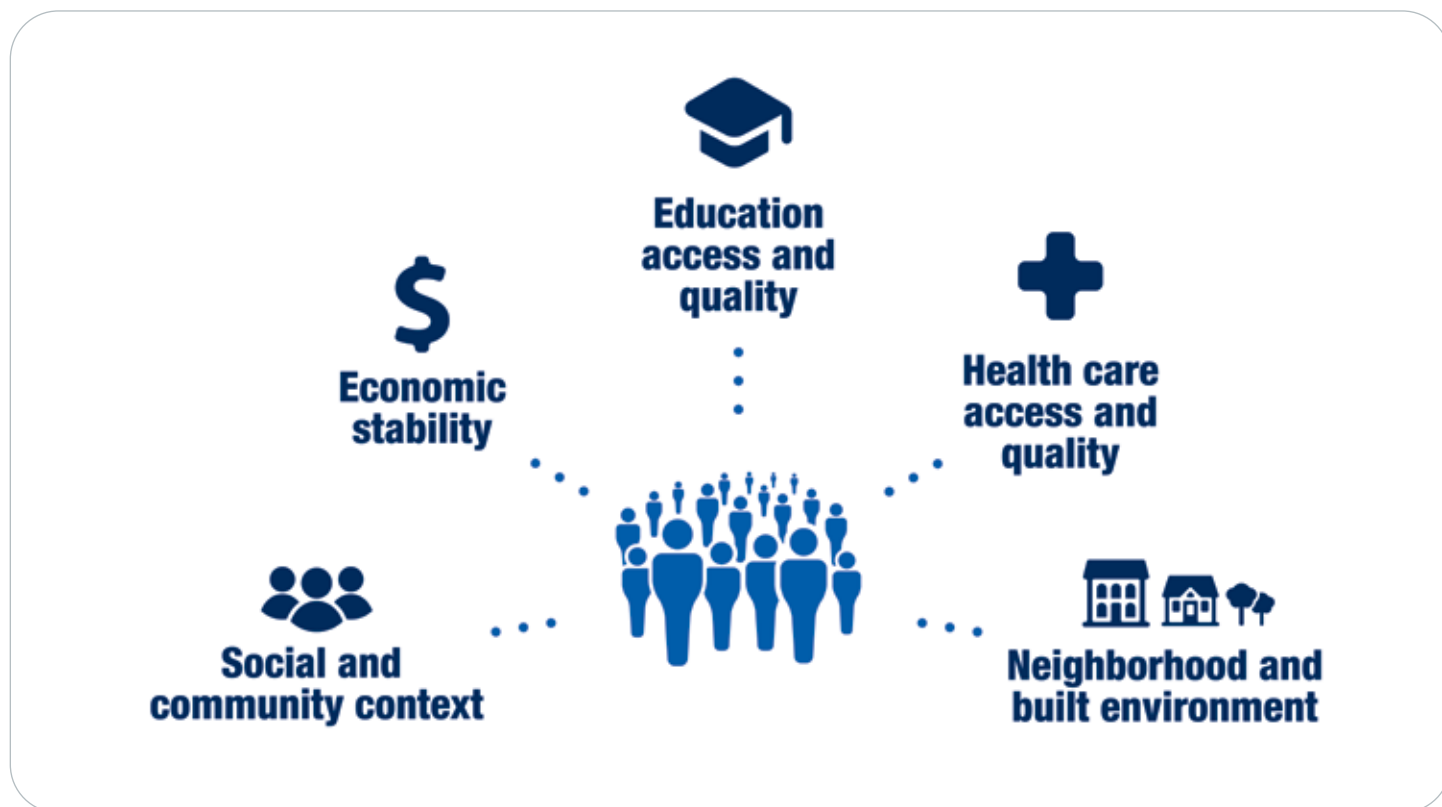 Education
access and
quality
Economic
stability
Health care
access and
quality
Social and
community context
Neighborhood and
built environment